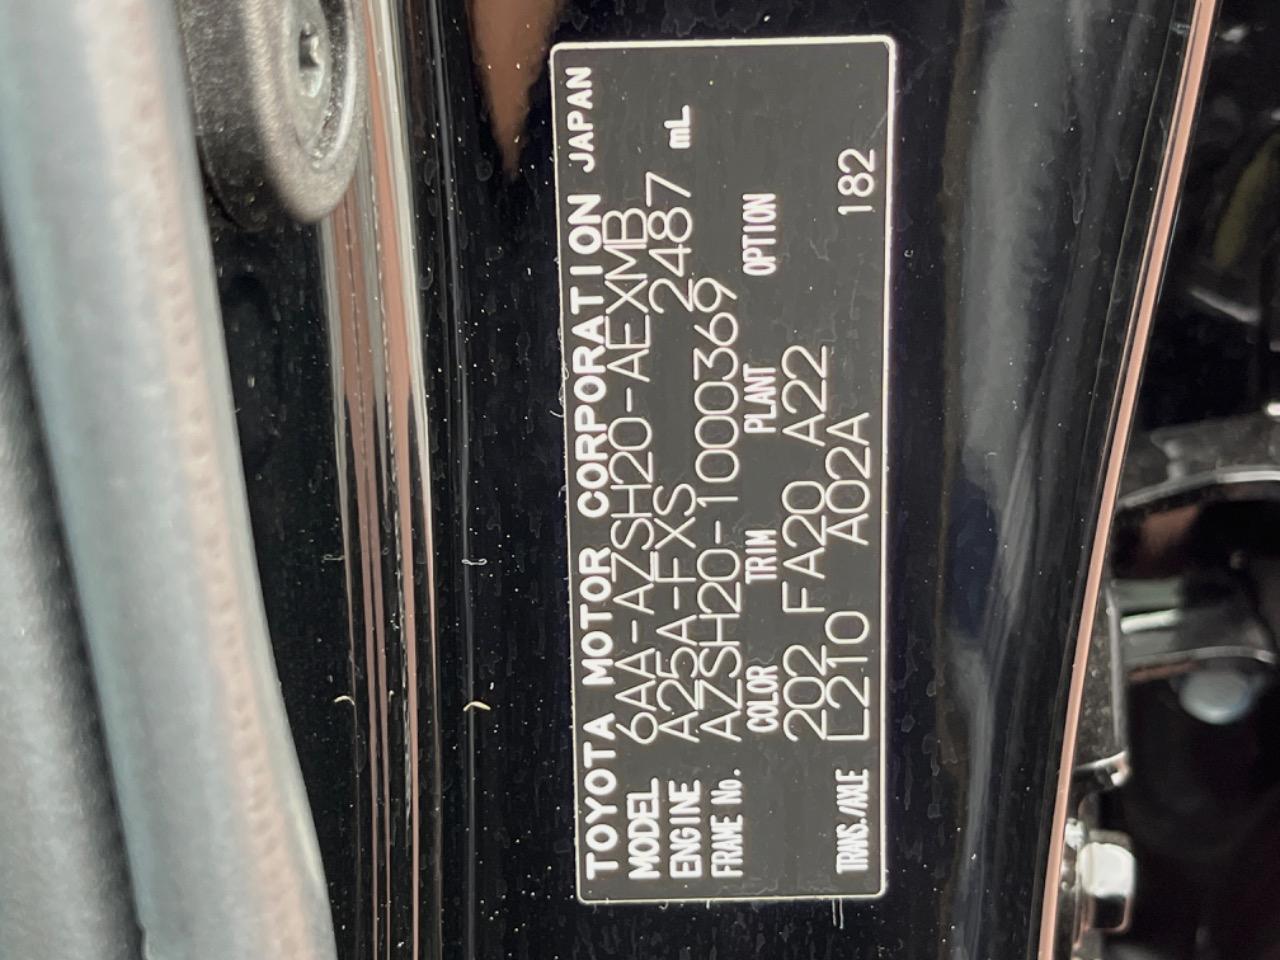 TOYOTA MOTOR CORPORATION JAPAN
MODEL 6AA-AZSH20-AEXMB
ENGINE A25A-FXS 2487 mL
FRAME No. AZSH20-1000369
COLOR TRIM PLANT OPTION
202 FA20 A22
TRANS./AXLE L210 A02A 182